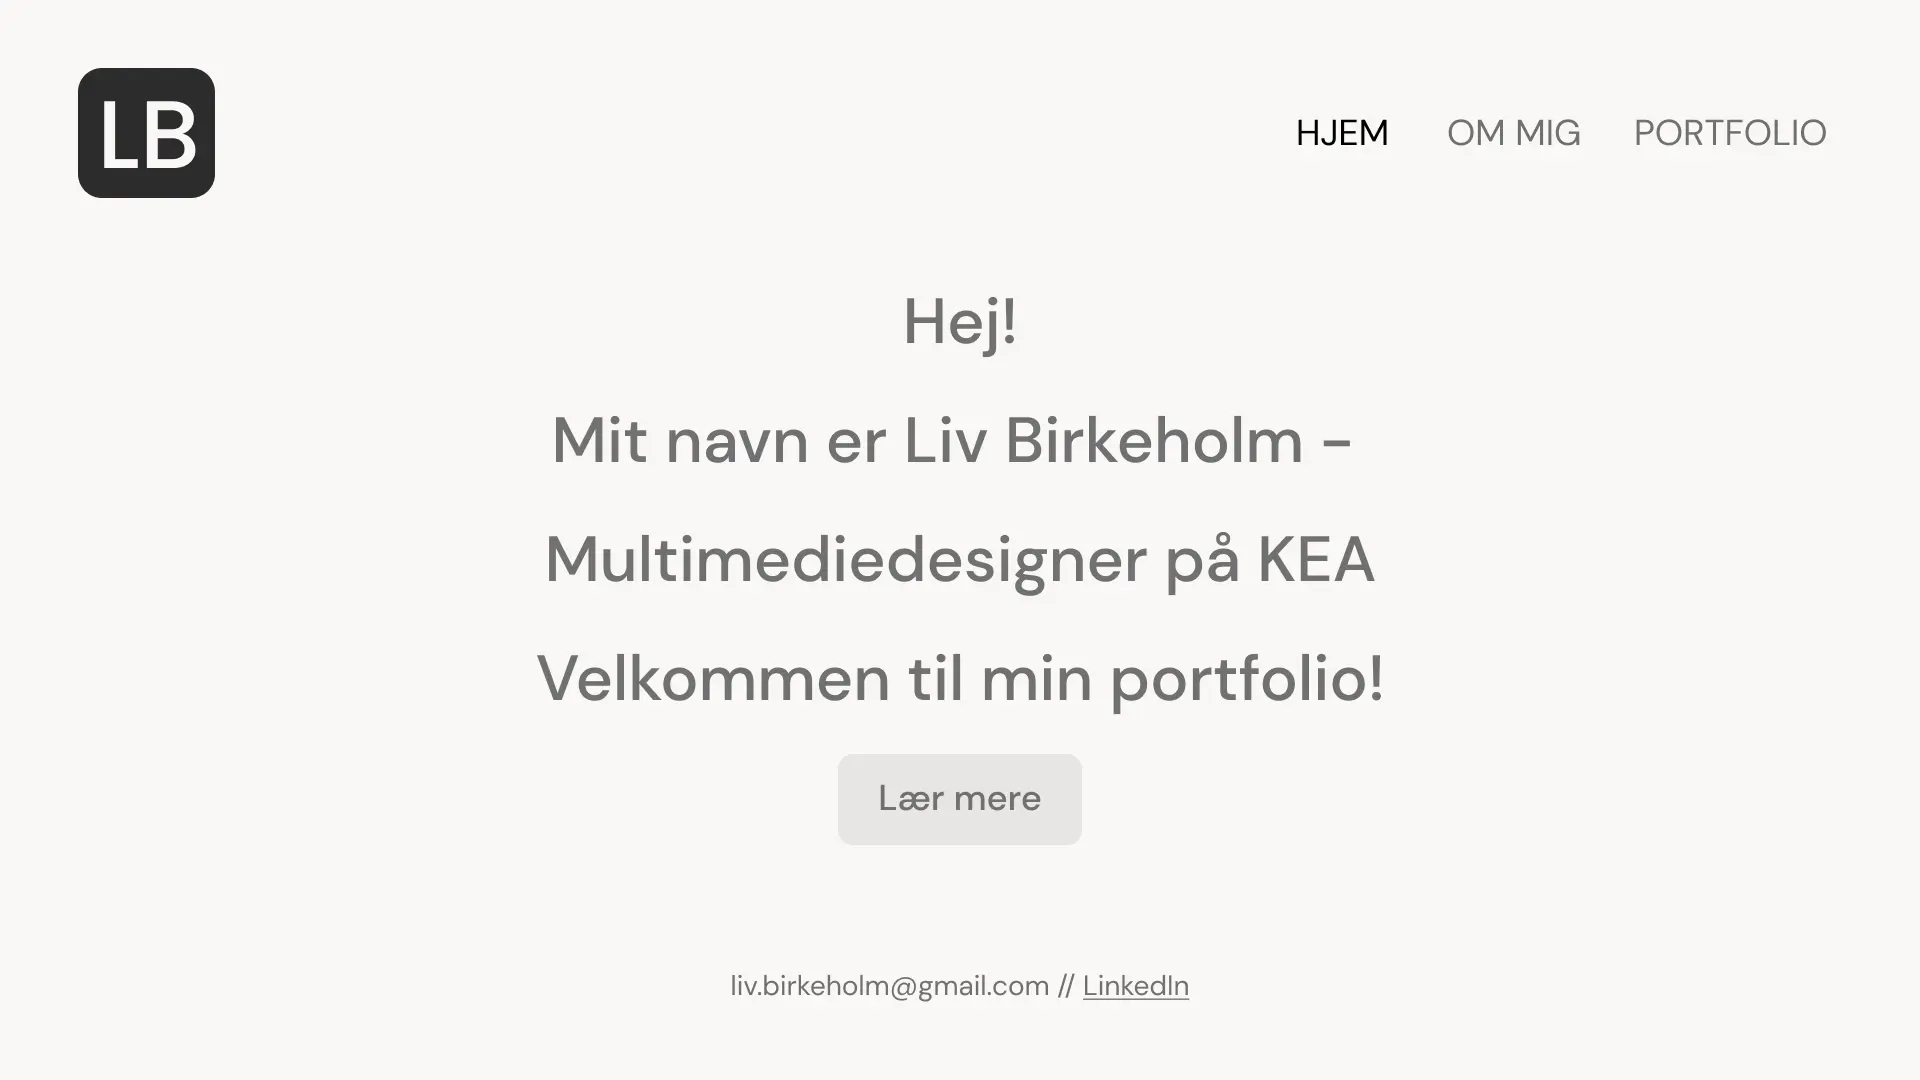 LB
HJEM OM MIG PORTFOLIO
Hej!
Mit navn er Liv Birkeholm -
Multimediedesigner på KEA
Velkommen til min portfolio!
Lær mere
liv.birkeholm@gmail.com // LinkedIn